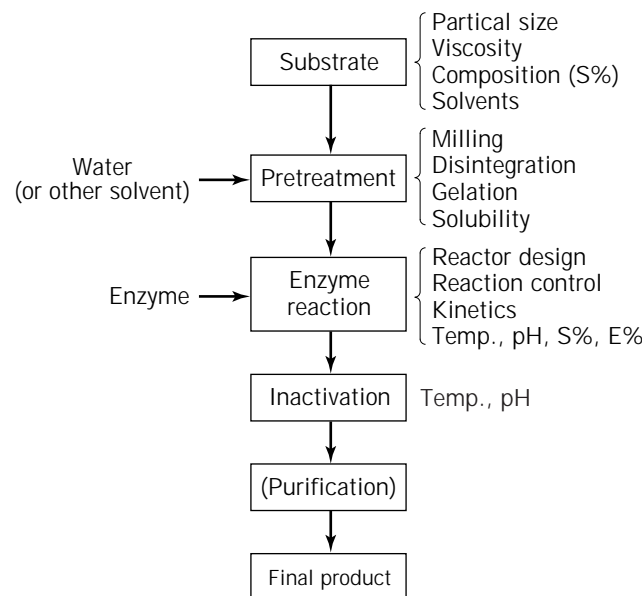 Substrate
Partical size
Viscosity
Composition (S%)
Solvents
Water
(or other solvent)
Pretreatment
Milling
Disintegration
Gelation
Solubility
Enzyme
Enzyme
reaction
Reactor design
Reaction control
Kinetics
Temp., pH, S%, E%
Inactivation
Temp., pH
(Purification)
Final product